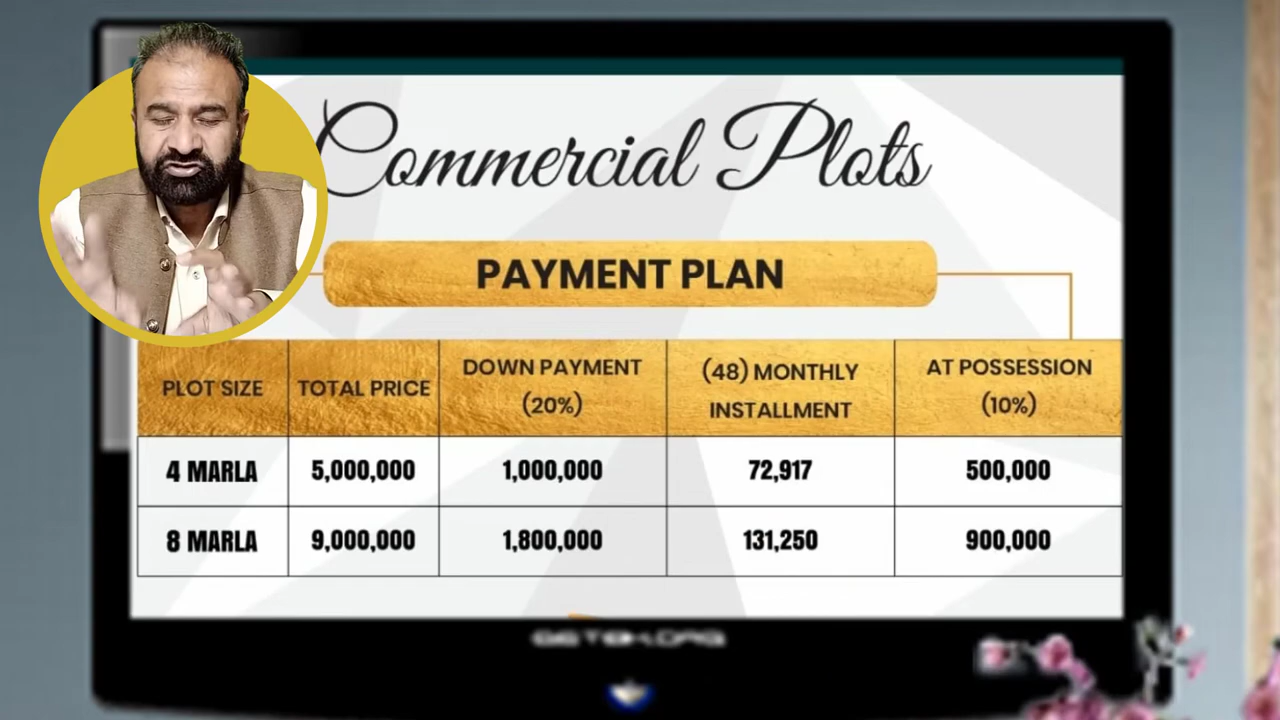 Commercial Plots
PAYMENT PLAN
PLOT SIZE
TOTAL PRICE
DOWN PAYMENT
(20%)
(48) MONTHLY
INSTALLMENT
AT POSSESSION
(10%)
4 MARLA 5,000,000 1,000,000 72,917 500,000
8 MARLA 9,000,000 1,800,000 131,250 900,000